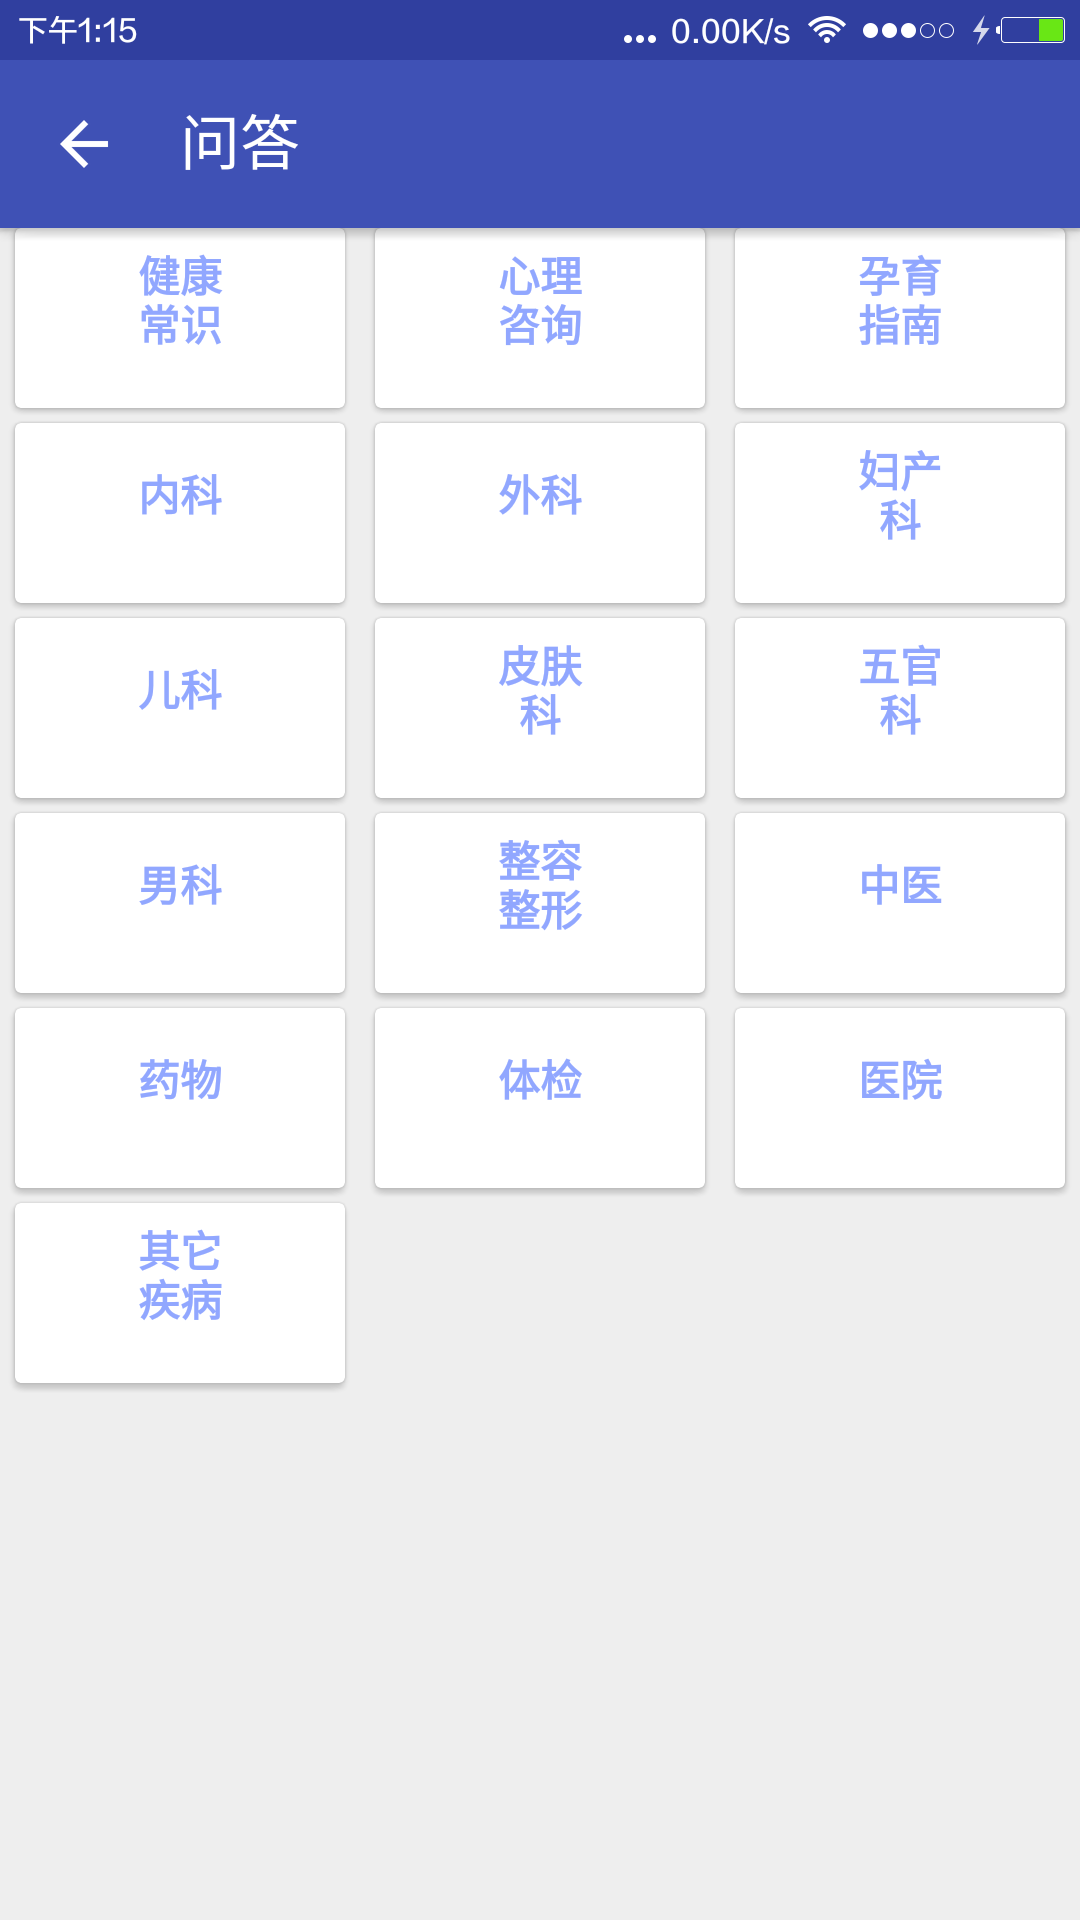 下午1:15 ... 0.00K/s
问答
健康
常识
心理
咨询
孕育
指南
内科
外科
妇产
科
儿科
皮肤
科
五官
科
男科
整容
整形
中医
药物
体检
医院
其它
疾病